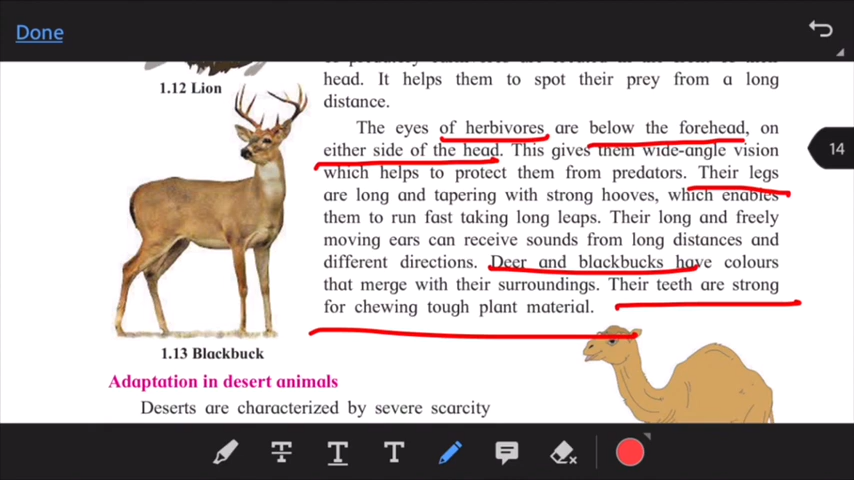 Done
head. It helps them to spot their prey from a long
1.12 Lion
distance.
The eyes of herbivores are below the forehead, on
either side of the head. This gives them wide-angle vision
14
which helps to protect them from predators. Their legs
are long and tapering with strong hooves, which enables
them to run fast taking long leaps. Their long and freely
moving ears can receive sounds from long distances and
different directions. Deer and blackbucks have colours
that merge with their surroundings. Their teeth are strong
for chewing tough plant material.
1.13 Blackbuck
Adaptation in desert animals
Deserts are characterized by severe scarcity
T T T